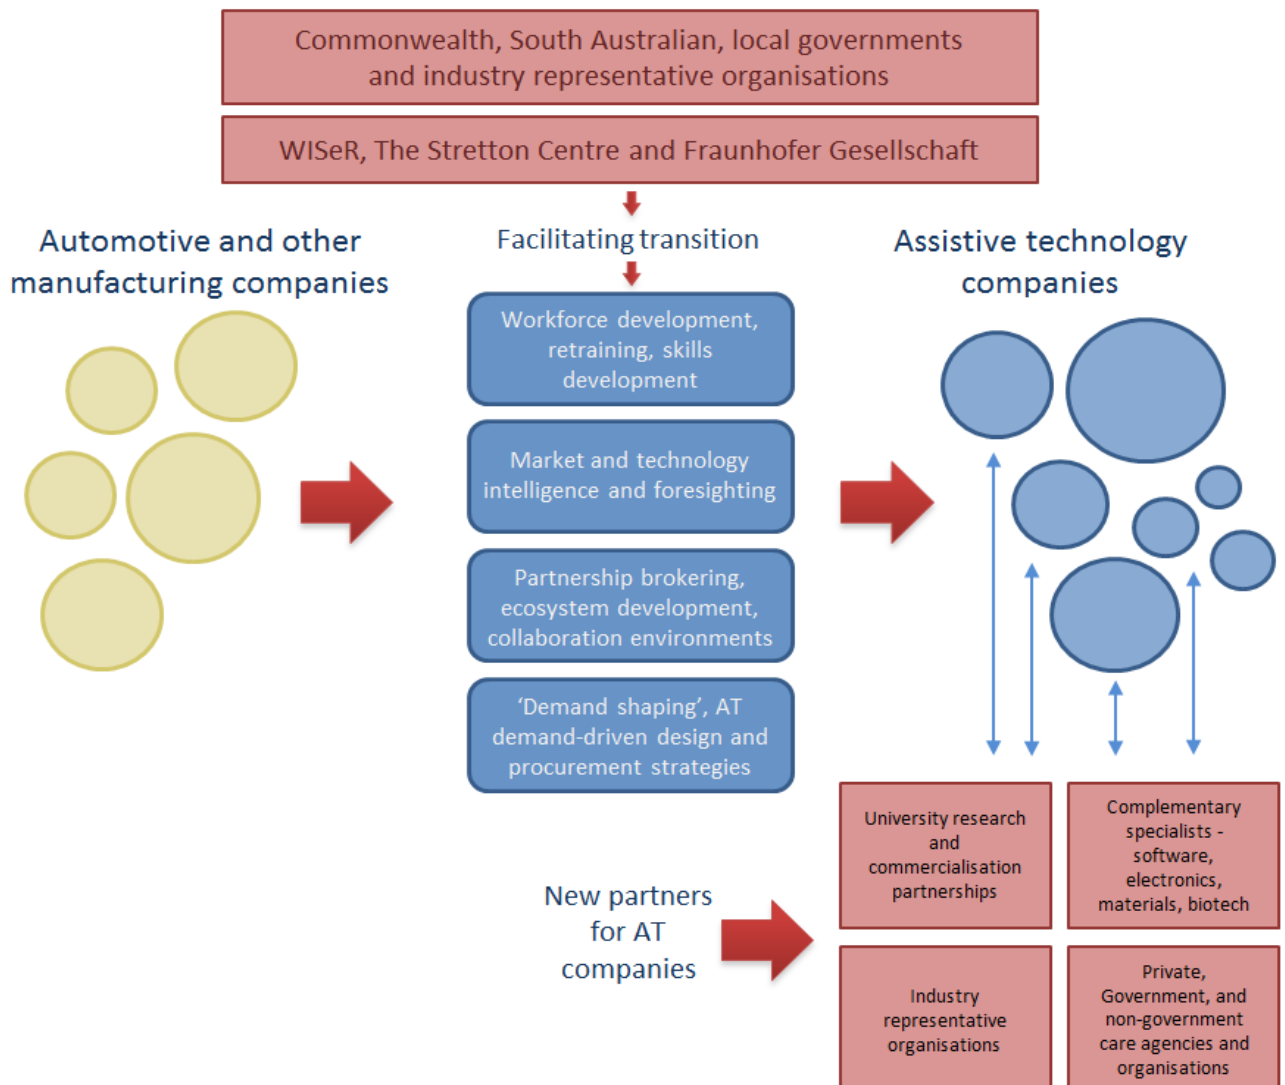 Commonwealth, South Australian, local governments
and industry representative organisations
WISeR, The Stretton Centre and Fraunhofer Gesellschaft
Automotive and other
manufacturing companies
Facilitating transition
Assistive technology
companies
Workforce development,
retraining, skills
development
Market and technology
intelligence and foresighting
Partnership brokering,
ecosystem development,
collaboration environments
‘Demand shaping’, AT
demand-driven design and
procurement strategies
New partners
for AT
companies
University research
and
commercialisation
partnerships
Complementary
specialists -
software,
electronics,
materials, biotech
Industry
representative
organisations
Private,
Government, and
non-government
care agencies and
organisations